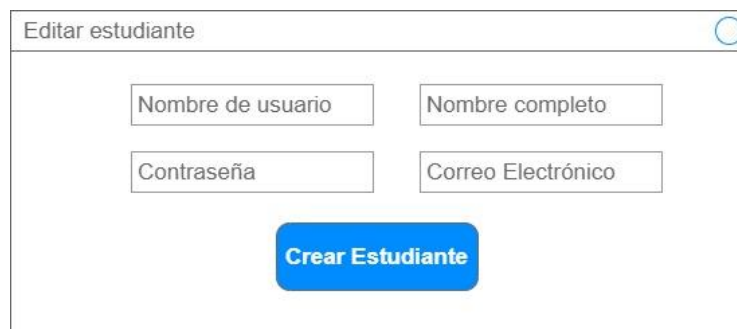 Editar estudiante
Nombre de usuario Nombre completo
Contraseña Correo Electrónico
Crear Estudiante